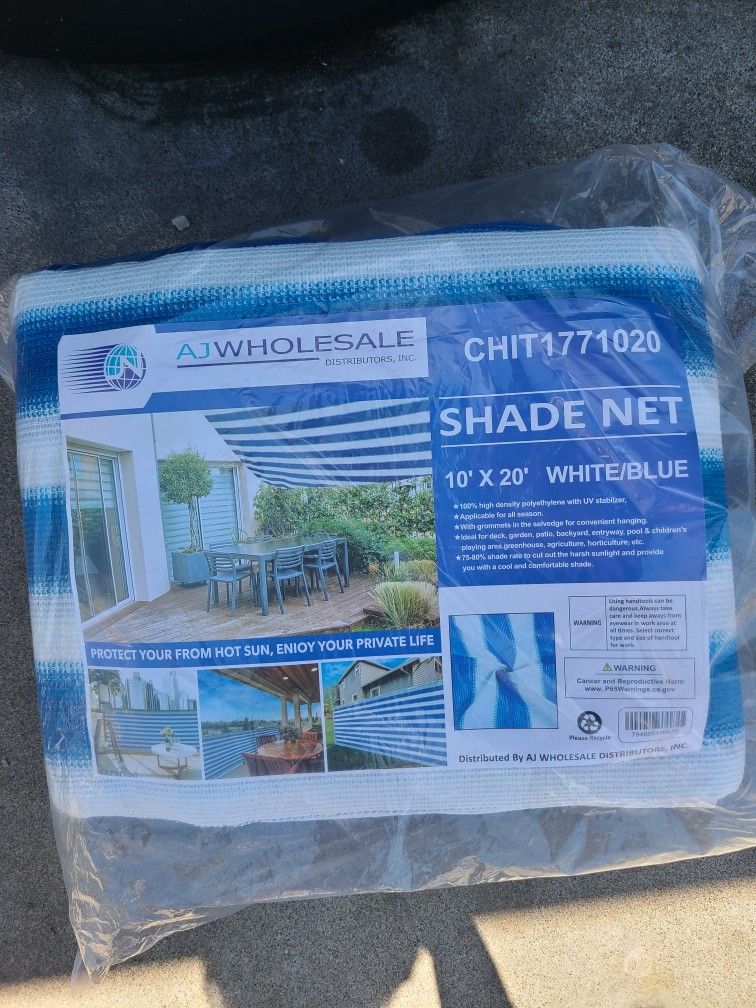 AJWHOLESALE
DISTRIBUTORS, INC.
CHIT1771020
SHADE NET
10' X 20' WHITE/BLUE
★100% high density polyethylene with UV stabilzer,
★Applicable for all season.
★With grommets in the selvedge for convenient hanging.
★Ideal for deck, garden, patio, backyard, entryway, pool & children's
playing area,greenhouse, agriculture, horticulture, etc.
★75-80% shade rate to cut out the harsh sunlight and provide
you with a cool and comfortable shade.
PROTECT YOUR FROM HOT SUN, ENJOY YOUR PRIVATE LIFE
WARNING
Using handtools can be
dangerous.Always take
care and keep aways from
eyewear in work area at
all times. Select correct
type and size of handtool
for work.
⚠WARNING
Cancer and Reproductive Harm
www.P65Warnings.ca.gov
Please Recycle
Distributed By AJ WHOLESALE DISTRIBUTORS, INC.